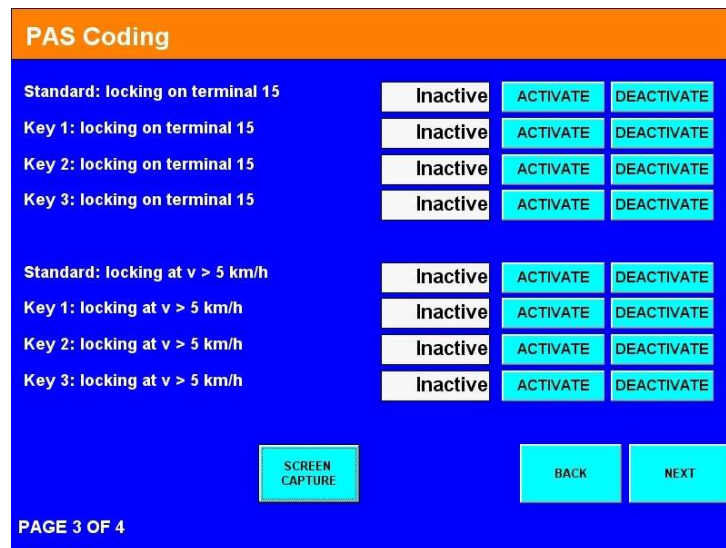 PAS Coding
Standard: locking on terminal 15 Inactive ACTIVATE DEACTIVATE
Key 1: locking on terminal 15 Inactive ACTIVATE DEACTIVATE
Key 2: locking on terminal 15 Inactive ACTIVATE DEACTIVATE
Key 3: locking on terminal 15 Inactive ACTIVATE DEACTIVATE
Standard: locking at v > 5 km/h Inactive ACTIVATE DEACTIVATE
Key 1: locking at v > 5 km/h Inactive ACTIVATE DEACTIVATE
Key 2: locking at v > 5 km/h Inactive ACTIVATE DEACTIVATE
Key 3: locking at v > 5 km/h Inactive ACTIVATE DEACTIVATE
SCREEN
CAPTURE
BACK
NEXT
PAGE 3 OF 4